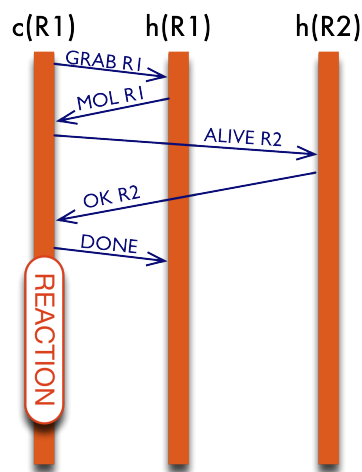 c(R1) h(R1) h(R2)
GRAB R1
MOL R1
ALIVE R2
OK R2
DONE
REACTION